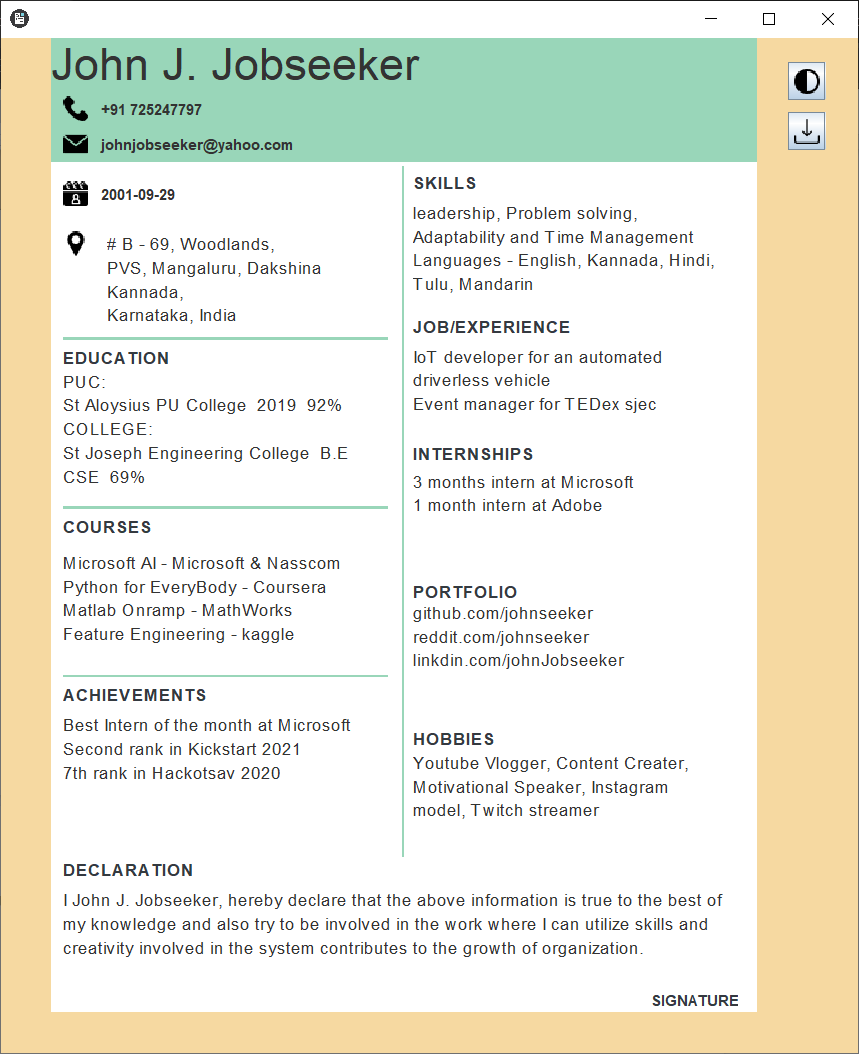 John J. Jobseeker
+91 725247797
johnjobseeker@yahoo.com
2001-09-29
# B - 69, Woodlands,
PVS, Mangaluru, Dakshina
Kannada,
Karnataka, India
EDUCATION
PUC:
St Aloysius PU College 2019 92%
COLLEGE:
St Joseph Engineering College B.E
CSE 69%
COURSES
Microsoft AI - Microsoft & Nasscom
Python for EveryBody - Coursera
Matlab Onramp - MathWorks
Feature Engineering - kaggle
ACHIEVEMENTS
Best Intern of the month at Microsoft
Second rank in Kickstart 2021
7th rank in Hackotsav 2020
SKILLS
leadership, Problem solving,
Adaptability and Time Management
Languages - English, Kannada, Hindi,
Tulu, Mandarin
JOB/EXPERIENCE
IoT developer for an automated
driverless vehicle
Event manager for TEDex sjec
INTERNSHIPS
3 months intern at Microsoft
1 month intern at Adobe
PORTFOLIO
github.com/johnseeker
reddit.com/johnseeker
linkdin.com/johnJobseeker
HOBBIES
Youtube Vlogger, Content Creater,
Motivational Speaker, Instagram
model, Twitch streamer
DECLARATION
I John J. Jobseeker, hereby declare that the above information is true to the best of
my knowledge and also try to be involved in the work where I can utilize skills and
creativity involved in the system contributes to the growth of organization.
SIGNATURE